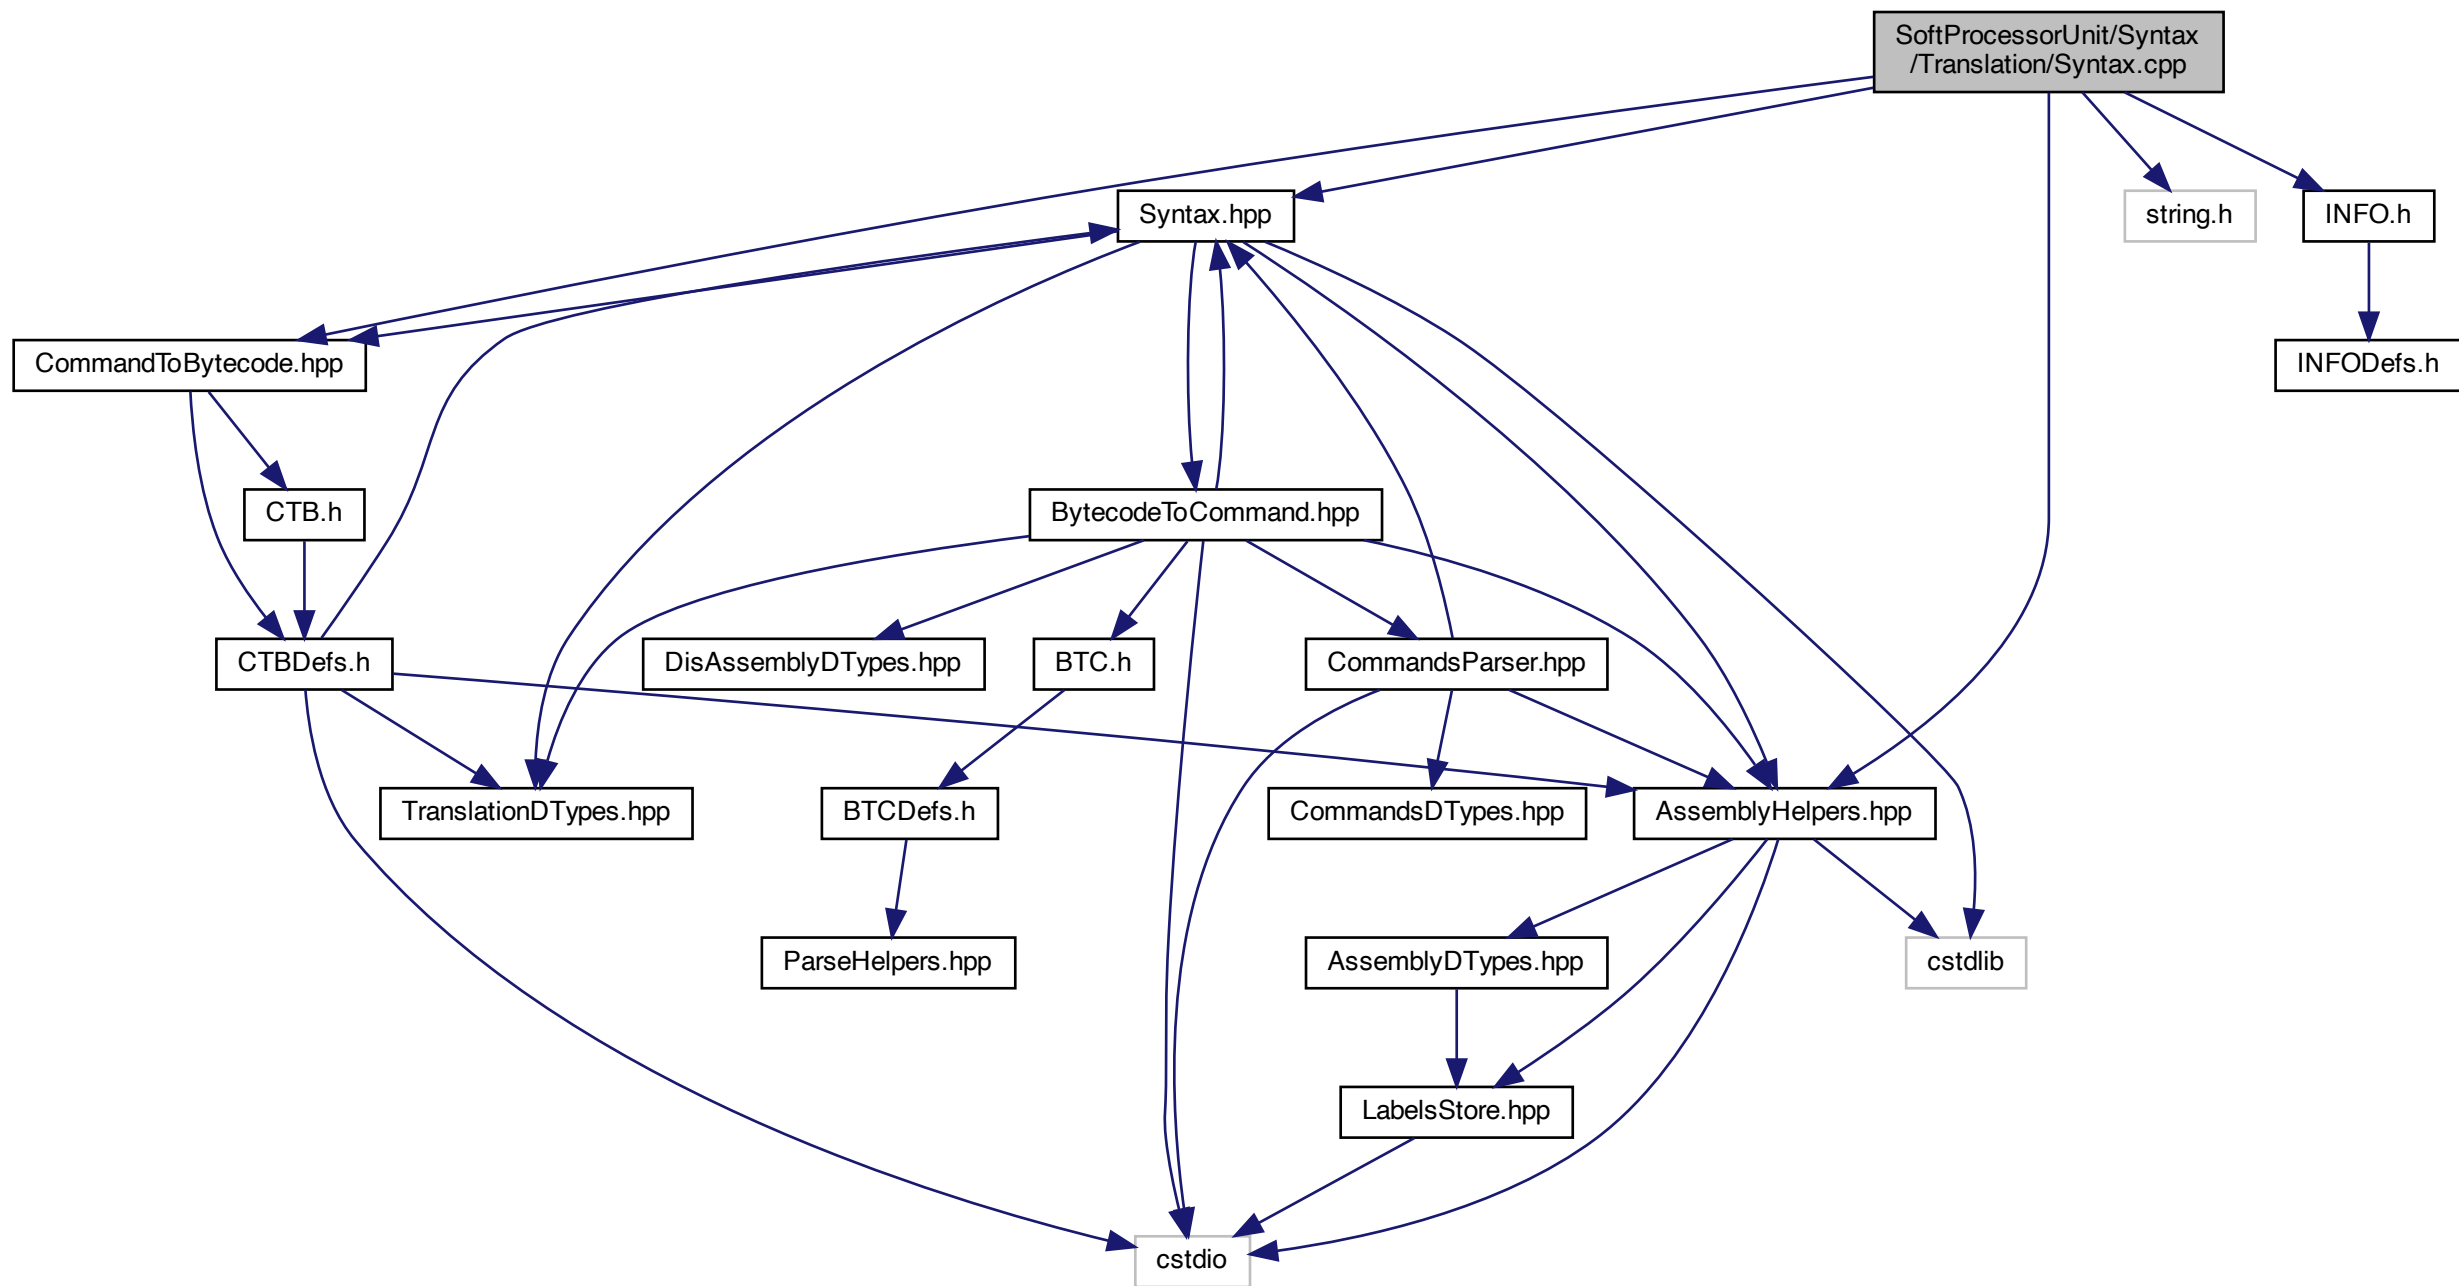 SoftProcessorUnit/Syntax
/Translation/Syntax.cpp
Syntax.hpp
string.h
INFO.h
CommandToBytecode.hpp
INFODefs.h
CTB.h
BytecodeToCommand.hpp
CTBDefs.h
DisAssemblyDTypes.hpp
BTC.h
CommandsParser.hpp
TranslationDTypes.hpp
BTCDefs.h
CommandsDTypes.hpp
AssemblyHelpers.hpp
ParseHelpers.hpp
AssemblyDTypes.hpp
cstdlib
LabelsStore.hpp
cstdio